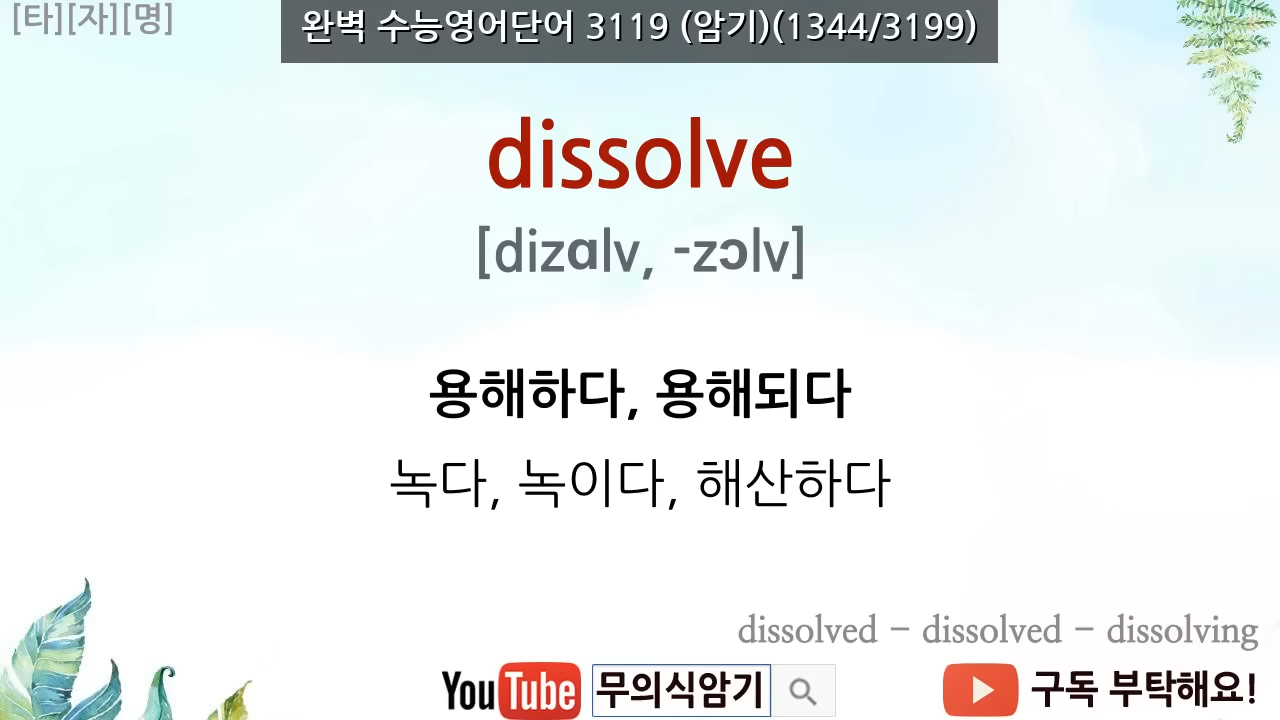 [타][자][명]
완벽 수능영어단어 3119 (암기)(1344/3199)
dissolve
[dizɑlv, -zɔlv]
용해하다, 용해되다
녹다, 녹이다, 해산하다
dissolved - dissolved - dissolving
YouTube 무의식암기 구독 부탁해요!